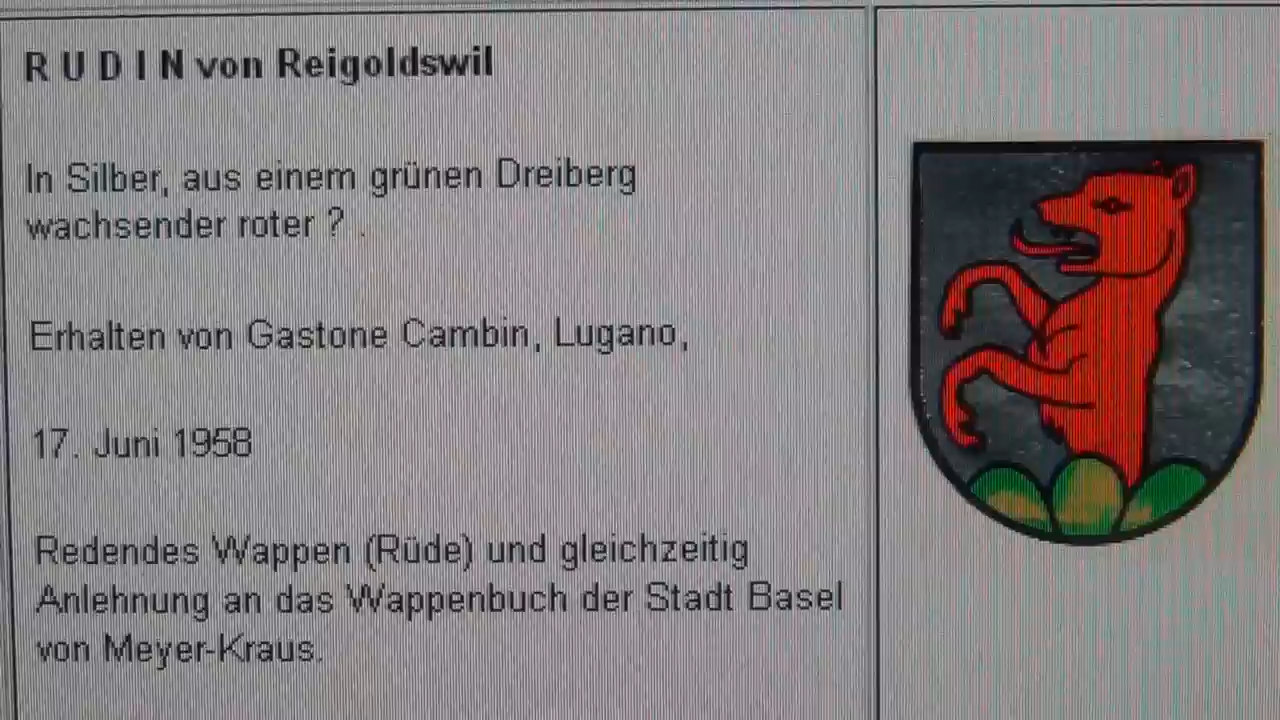 R U D I N von Reigoldswil
In Silber, aus einem grünen Dreiberg
wachsender roter ? .
Erhalten von Gastone Cambin, Lugano,
17. Juni 1958
Redendes Wappen (Rüde) und gleichzeitig
Anlehnung an das Wappenbuch der Stadt Basel
von Meyer-Kraus.